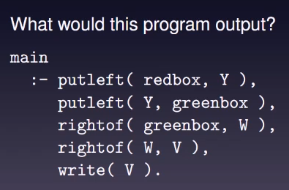 What would this program output?
main
:- putleft( redbox, Y ),
putleft( Y, greenbox ),
rightof( greenbox, W ),
rightof( W, V ),
write( V ).